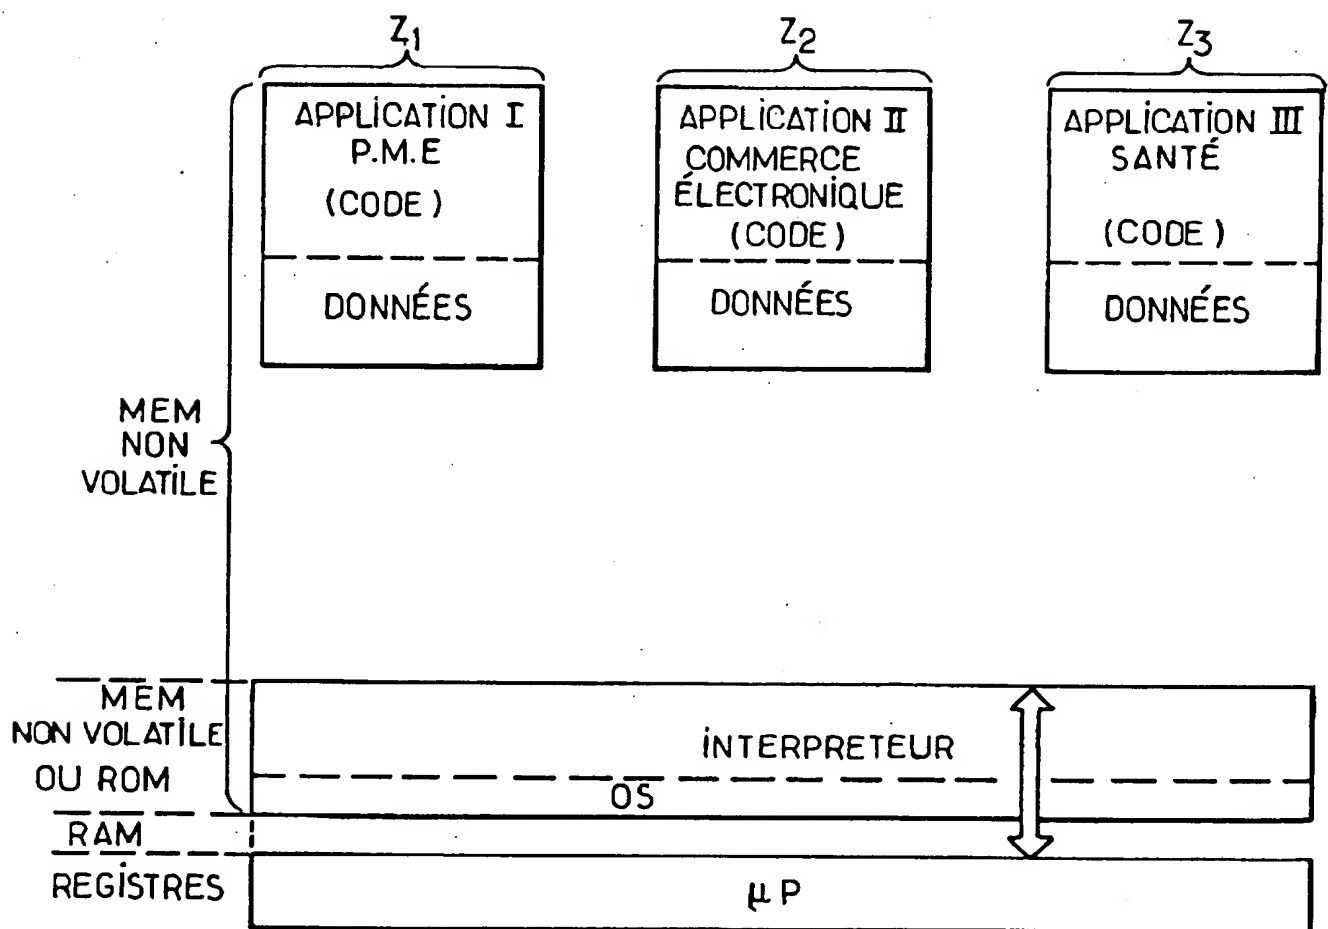 Z1
Z2
Z3
APPLICATION I
P.M.E
(CODE)
DONNÉES
APPLICATION II
COMMERCE
ÉLECTRONIQUE
(CODE)
DONNÉES
APPLICATION III
SANTÉ
(CODE)
DONNÉES
MEM
NON
VOLATILE
MEM
NON VOLATILE
OU ROM
INTERPRETEUR
OS
RAM
REGISTRES
μP